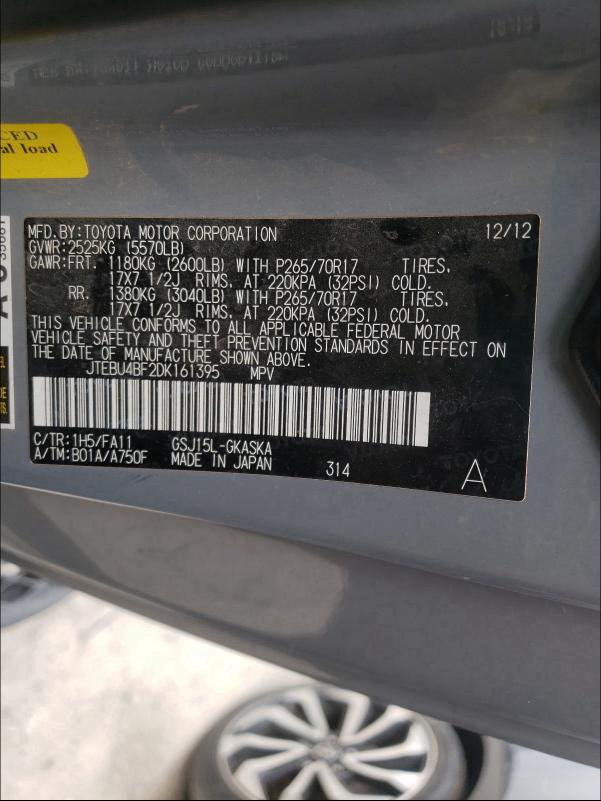 CED
al load
MFD.BY:TOYOTA MOTOR CORPORATION 12/12
GVWR:2525KG (5570LB)
GAWR:FRT. 1180KG (2600LB) WITH P265/70R17 TIRES,
17X7 1/2J RIMS, AT 220KPA (32PSI) COLD.
RR. 1380KG (3040LB) WITH P265/70R17 TIRES,
17X7 1/2J RIMS, AT 220KPA (32PSI) COLD.
THIS VEHICLE CONFORMS TO ALL APPLICABLE FEDERAL MOTOR
VEHICLE SAFETY AND THEFT PREVENTION STANDARDS IN EFFECT ON
THE DATE OF MANUFACTURE SHOWN ABOVE.
JTEBU4BF2DK161395 MPV
C/TR:1H5/FA11 GSJ15L-GKASKA
A/TM:B01A/A750F MADE IN JAPAN 314 A